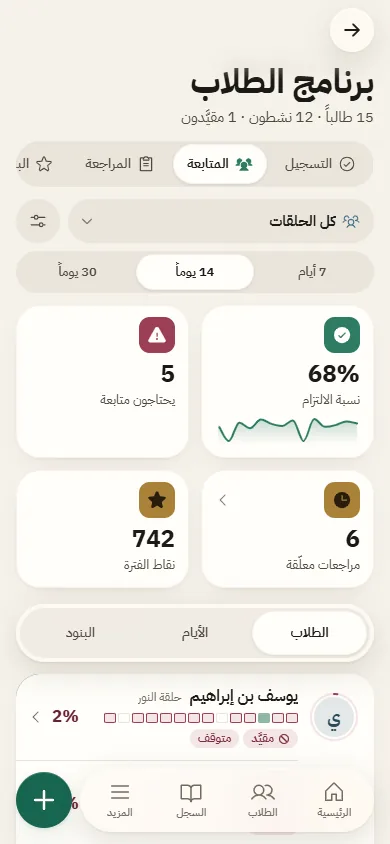 برنامج الطلاب
15 طالباً · 12 نشطون · 1 مقيَّدون
التسجيل
المتابعة
المراجعة
كل الحلقات
7 أيام
14 يوماً
30 يوماً
68%
نسبة الالتزام
5
يحتاجون متابعة
6
مراجعات معلّقة
742
نقاط الفترة
الطلاب
الأيام
البنود
ي
يوسف بن إبراهيم
حلقة النور
2%
مقيَّد
متوقف
الرئيسية
الطلاب
السجل
المزيد